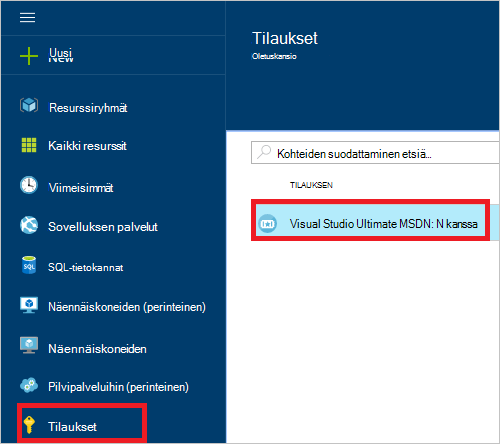 Uusi
New
Resurssiryhmät
Kaikki resurssit
Viimeisimmät
Sovelluksen palvelut
SQL-tietokannat
Näennäiskoneiden (perinteinen)
Näennäiskoneiden
Pilvipalveluihin (perinteinen)
Tilaukset
Tilaukset
Oletuskansio
Kohteiden suodattaminen etsiä...
TILAUKSEN
Visual Studio Ultimate MSDN: N kanssa